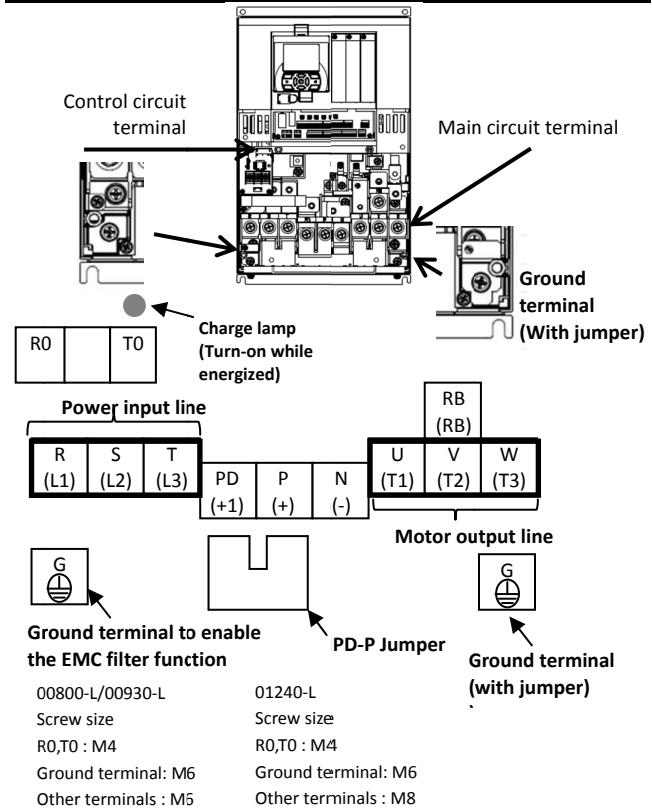 Control circuit
terminal
Main circuit terminal
Ground
terminal
(With jumper)
Charge lamp
(Turn-on while
energized)
R0 T0
Power input line
RB
(RB)
R S T
(L1) (L2) (L3)
PD P N
(+1) (+) (-)
U V W
(T1) (T2) (T3)
Motor output line
G
G
PD-P Jumper
Ground terminal to enable
the EMC filter function
Ground terminal
(with jumper)
)
00800-L/00930-L
Screw size
R0,T0 : M4
Ground terminal: M6
Other terminals : M6
01240-L
Screw size
R0,T0 : M4
Ground terminal: M6
Other terminals : M8